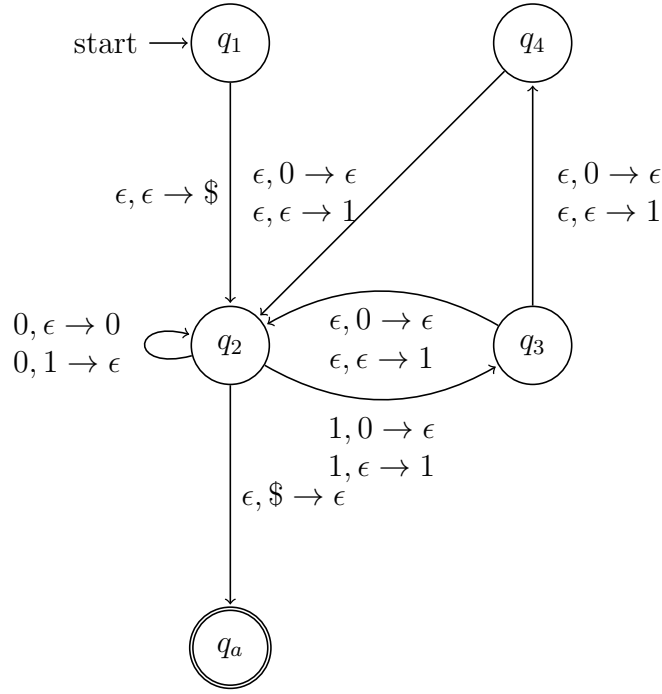 start
q₁
q₄
ϵ, ϵ → $
ϵ, 0 → ϵ
ϵ, ϵ → 1
ϵ, 0 → ϵ
ϵ, ϵ → 1
0, ϵ → 0
0, 1 → ϵ
q₂
ϵ, 0 → ϵ
ϵ, ϵ → 1
q₃
1, 0 → ϵ
1, ϵ → 1
ϵ, $ → ϵ
qₐ